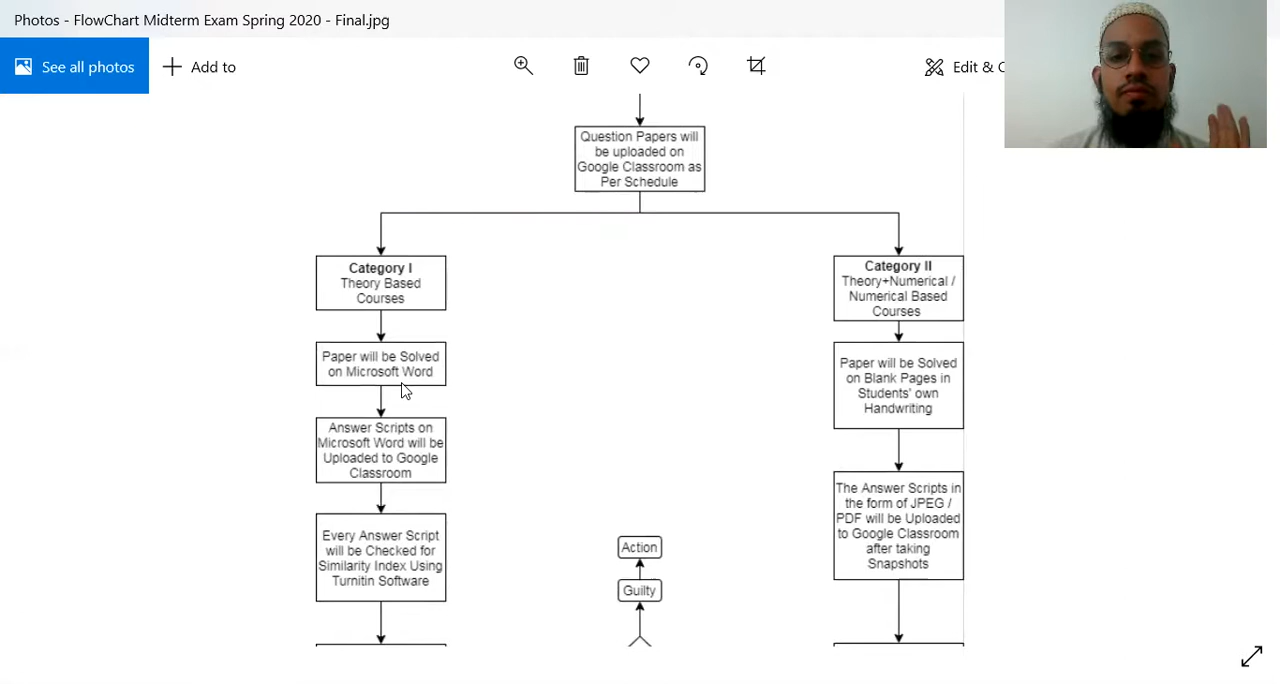 Photos - FlowChart Midterm Exam Spring 2020 - Final.jpg
See all photos
Add to
Edit & C
Question Papers will
be uploaded on
Google Classroom as
Per Schedule
Category I
Theory Based
Courses
Paper will be Solved
on Microsoft Word
Answer Scripts on
Microsoft Word will be
Uploaded to Google
Classroom
Every Answer Script
will be Checked for
Similarity Index Using
Turnitin Software
Action
Guilty
Category II
Theory+Numerical /
Numerical Based
Courses
Paper will be Solved
on Blank Pages in
Students' own
Handwriting
The Answer Scripts in
the form of JPEG /
PDF will be Uploaded
to Google Classroom
after taking
Snapshots